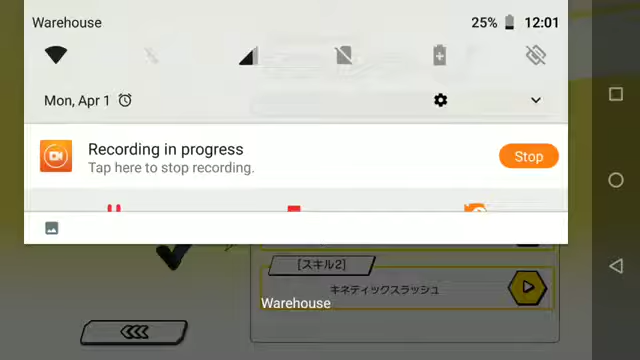 Warehouse
25%
12:01
Mon, Apr 1
Recording in progress
Tap here to stop recording.
Stop
[スキル2]
キネティックスラッシュ
Warehouse